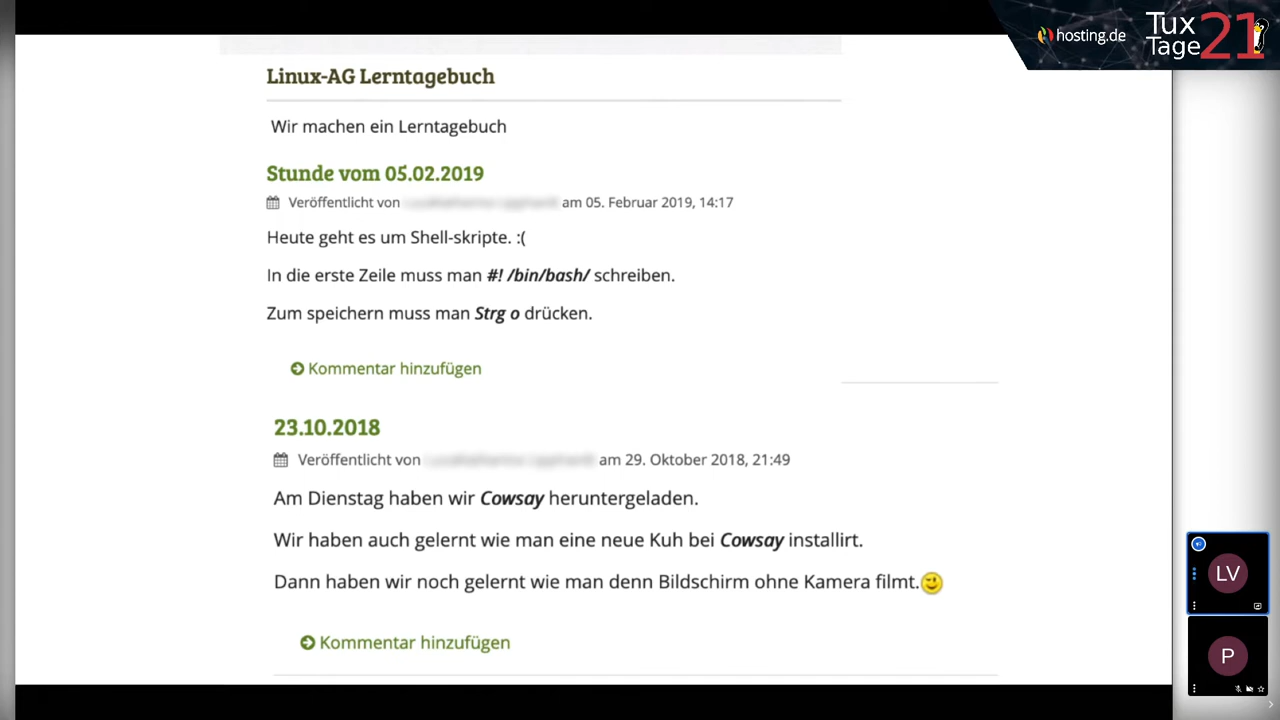 hosting.de
Tux
Tage
21
Linux-AG Lerntagebuch
Wir machen ein Lerntagebuch
Stunde vom 05.02.2019
Veröffentlicht von am 05. Februar 2019, 14:17
Heute geht es um Shell-skripte. :(
In die erste Zeile muss man #! /bin/bash/ schreiben.
Zum speichern muss man Strg o drücken.
Kommentar hinzufügen
23.10.2018
Veröffentlicht von am 29. Oktober 2018, 21:49
Am Dienstag haben wir Cowsay heruntergeladen.
Wir haben auch gelernt wie man eine neue Kuh bei Cowsay installirt.
Dann haben wir noch gelernt wie man denn Bildschirm ohne Kamera filmt.
Kommentar hinzufügen
LV
P